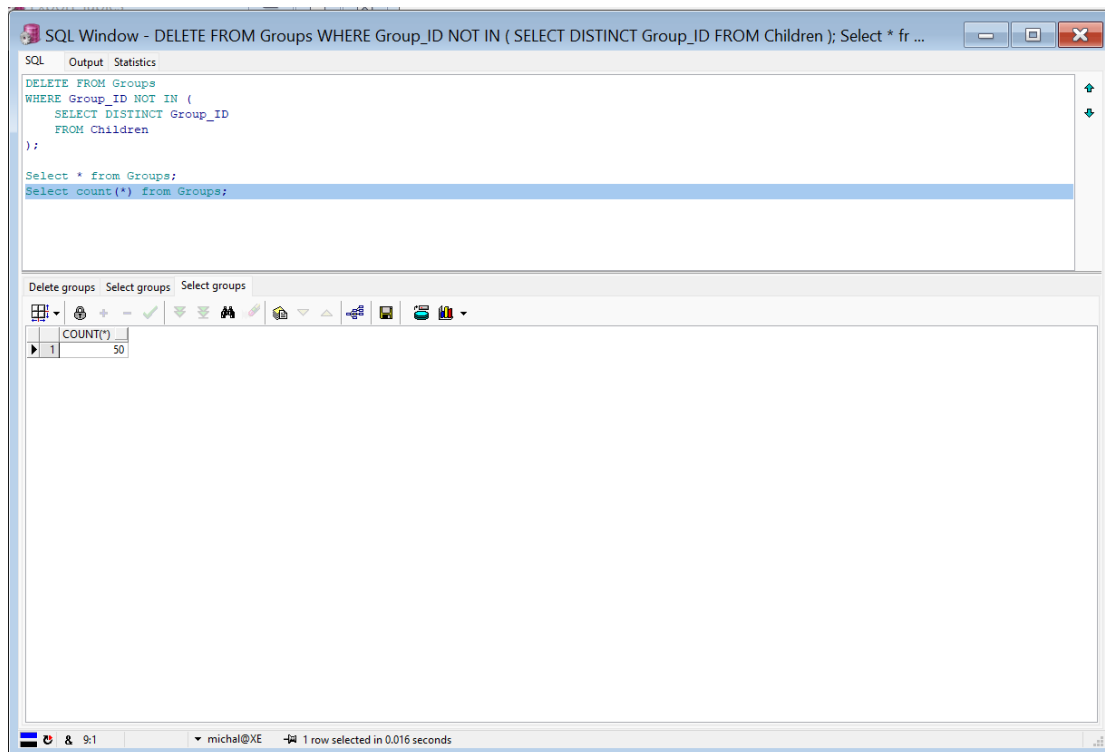 SQL Window - DELETE FROM Groups WHERE Group_ID NOT IN ( SELECT DISTINCT Group_ID FROM Children ); Select * fr ...
SQL Output Statistics
DELETE FROM Groups
WHERE Group_ID NOT IN (
    SELECT DISTINCT Group_ID
    FROM Children
);
Select * from Groups;
Select count(*) from Groups;
Delete groups Select groups Select groups
COUNT(*)
1 50
& 9:1 michal@XE 1 row selected in 0.016 seconds